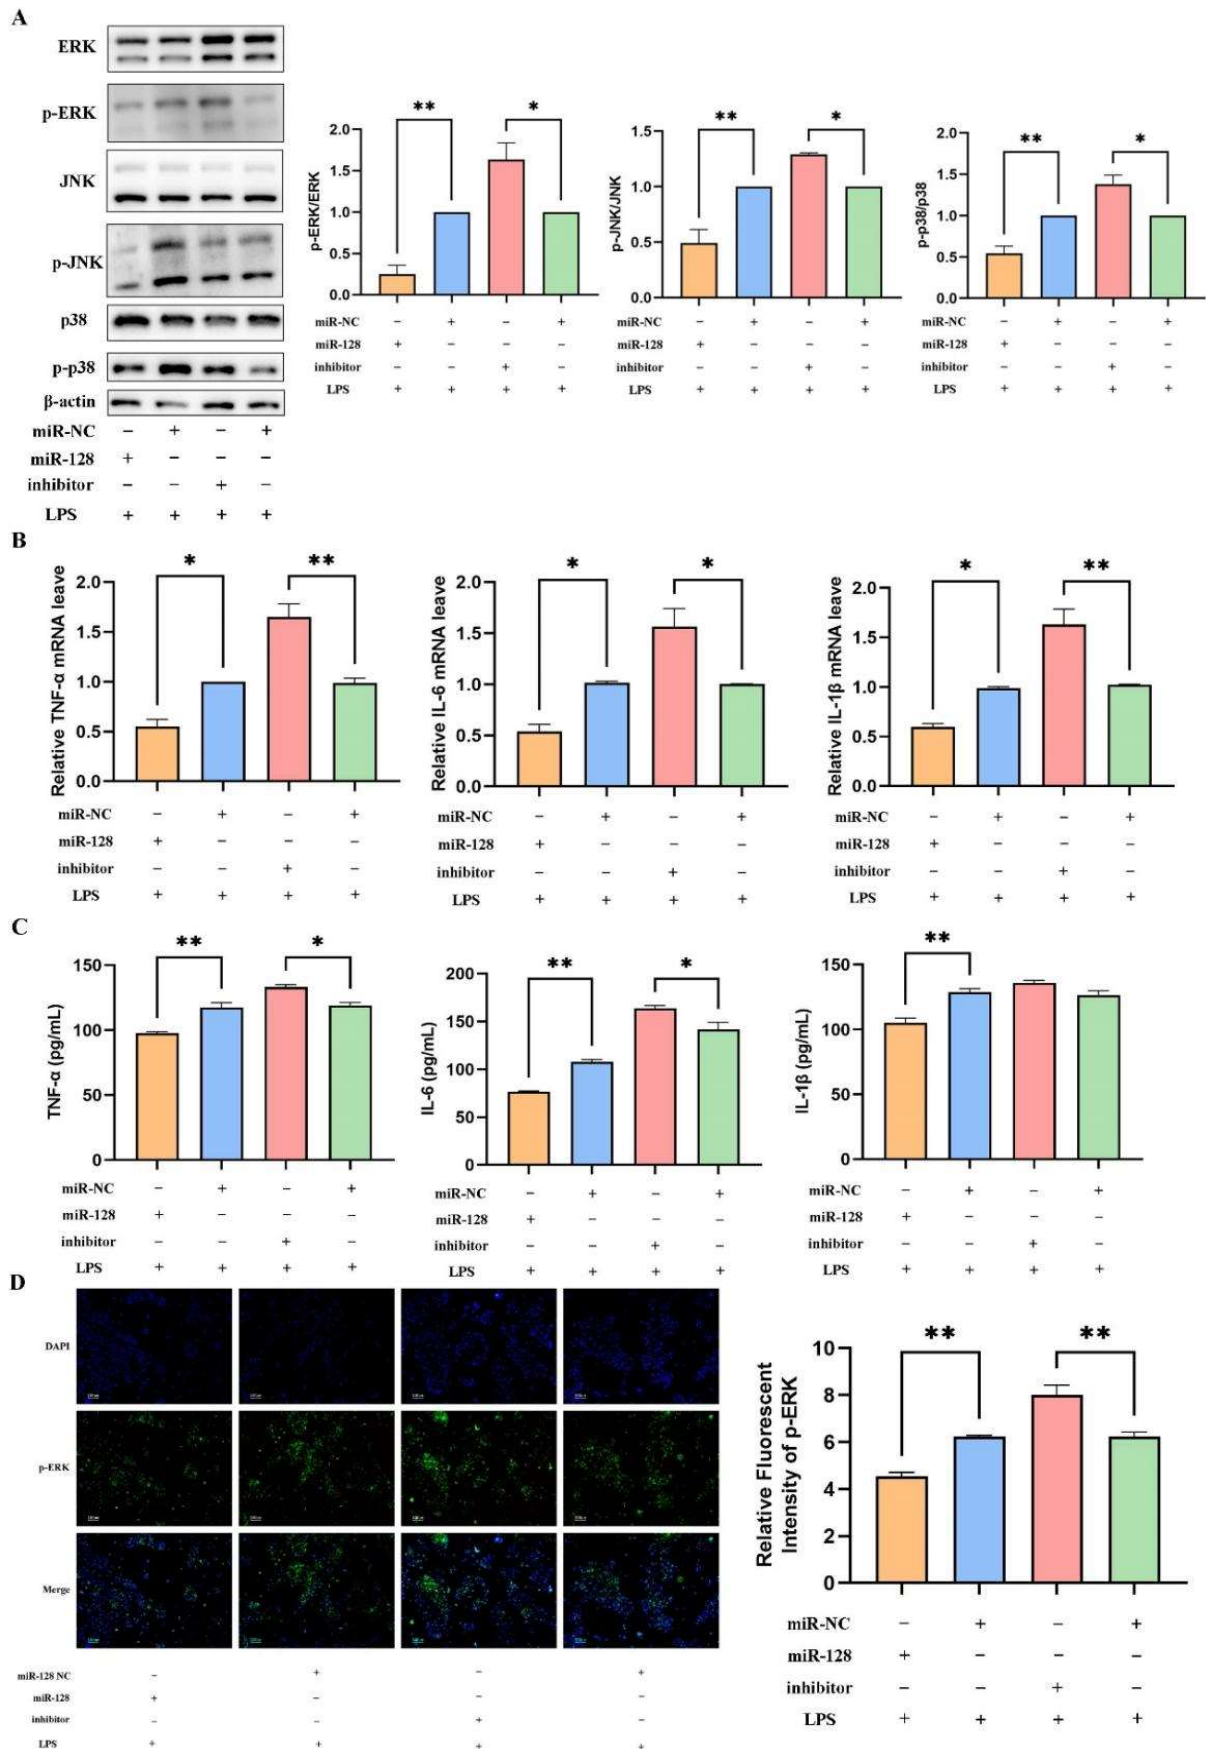 A
ERK
p-ERK
JNK
p-JNK
p38
p-p38
β-actin
miR-NC − + − +
miR-128 + − − −
inhibitor − − + −
LPS + + + +
** *
p-ERK/ERK
2.0
1.5
1.0
0.5
0.0
miR-NC − + − +
miR-128 + − − −
inhibitor − − + −
LPS + + + +
** *
p-JNK/JNK
1.5
1.0
0.5
0.0
miR-NC − + − +
miR-128 + − − −
inhibitor − − + −
LPS + + + +
** *
p-p38/p38
2.0
1.5
1.0
0.5
0.0
miR-NC − + − +
miR-128 + − − −
inhibitor − − + −
LPS + + + +
B
* **
Relative TNF-α mRNA leave
2.0
1.5
1.0
0.5
0.0
miR-NC − + − +
miR-128 + − − −
inhibitor − − + −
LPS + + + +
* *
Relative IL-6 mRNA leave
2.0
1.5
1.0
0.5
0.0
miR-NC − + − +
miR-128 + − − −
inhibitor − − + −
LPS + + + +
* **
Relative IL-1β mRNA leave
2.0
1.5
1.0
0.5
0.0
miR-NC − + − +
miR-128 + − − −
inhibitor − − + −
LPS + + + +
C
** *
TNF-α (pg/mL)
150
100
50
0
miR-NC − + − +
miR-128 + − − −
inhibitor − − + −
LPS + + + +
** *
IL-6 (pg/mL)
200
150
100
50
0
miR-NC − + − +
miR-128 + − − −
inhibitor − − + −
LPS + + + +
**
IL-1β (pg/mL)
150
100
50
0
miR-NC − + − +
miR-128 + − − −
inhibitor − − + −
LPS + + + +
D
DAPI
p-ERK
Merge
miR-128 NC − + − +
miR-128 + − − −
inhibitor − − + −
LPS + + + +
** **
Relative Fluorescent
Intensity of p-ERK
10
8
6
4
2
0
miR-NC − + − +
miR-128 + − − −
inhibitor − − + −
LPS + + + +